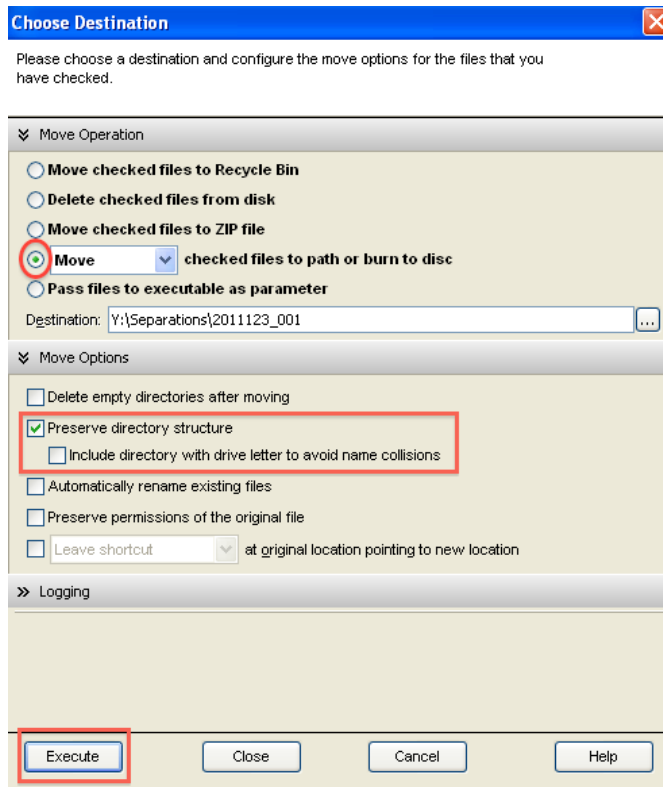 Choose Destination
Please choose a destination and configure the move options for the files that you
have checked.
Move Operation
Move checked files to Recycle Bin
Delete checked files from disk
Move checked files to ZIP file
Move checked files to path or burn to disc
Pass files to executable as parameter
Destination: Y:\Separations\2011123_001 ...
Move Options
Delete empty directories after moving
Preserve directory structure
Include directory with drive letter to avoid name collisions
Automatically rename existing files
Preserve permissions of the original file
Leave shortcut at original location pointing to new location
Logging
Execute Close Cancel Help